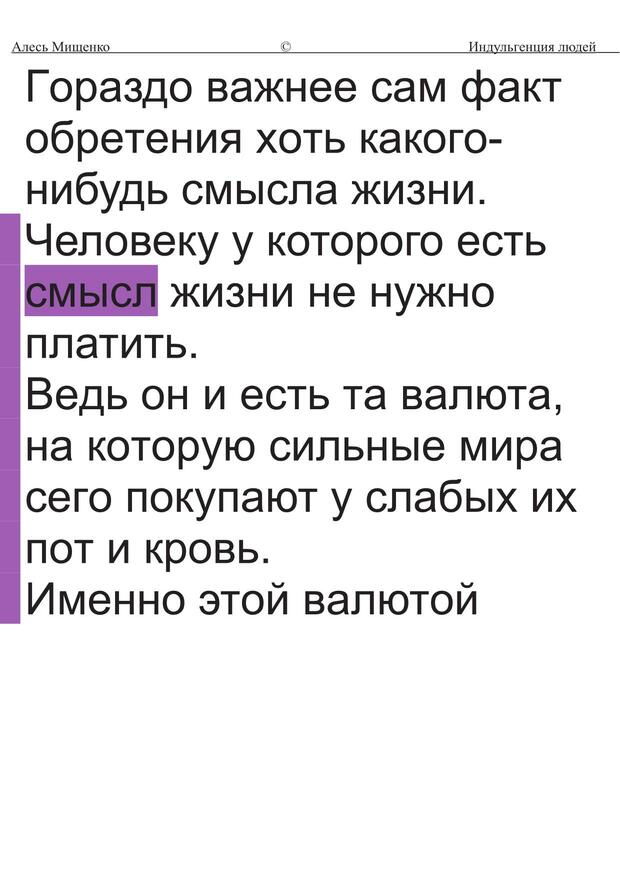 Алесь Мищенко © Индульгенция людей
Гораздо важнее сам факт
обретения хоть какого-
нибудь смысла жизни.
Человеку у которого есть
смысл жизни не нужно
платить.
Ведь он и есть та валюта,
на которую сильные мира
сего покупают у слабых их
пот и кровь.
Именно этой валютой